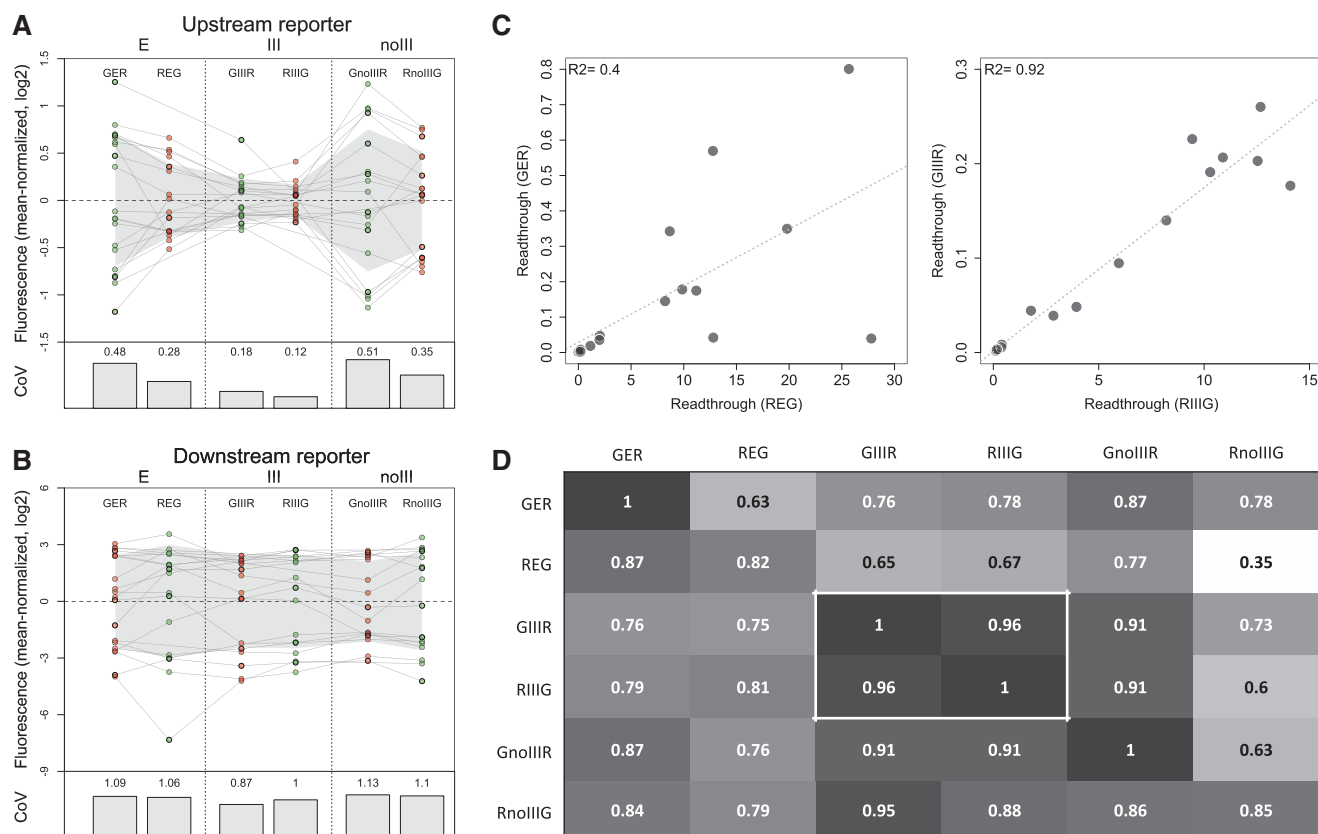 A
Upstream reporter
E III noIII
GER REG GIIIR RIIIG GnoIIIR RnoIIIG
Fluorescence (mean-normalized, log2)
1.5
1
0.5
0
-0.5
-1
-1.5
CoV
0.48 0.28 0.18 0.12 0.51 0.35
B
Downstream reporter
E III noIII
GER REG GIIIR RIIIG GnoIIIR RnoIIIG
Fluorescence (mean-normalized, log2)
6
3
0
-3
-6
-9
CoV
1.09 1.06 0.87 1 1.13 1.1
C
R2= 0.4
Readthrough (GER)
0.8
0.7
0.6
0.5
0.4
0.3
0.2
0.1
0.0
0 5 10 15 20 25 30
Readthrough (REG)
R2= 0.92
Readthrough (GIIIR)
0.3
0.2
0.1
0.0
0 5 10 15
Readthrough (RIIIG)
D
GER REG GIIIR RIIIG GnoIIIR RnoIIIG
GER 1 0.63 0.76 0.78 0.87 0.78
REG 0.87 0.82 0.65 0.67 0.77 0.35
GIIIR 0.76 0.75 1 0.96 0.91 0.73
RIIIG 0.79 0.81 0.96 1 0.91 0.6
GnoIIIR 0.87 0.76 0.91 0.91 1 0.63
RnoIIIG 0.84 0.79 0.95 0.88 0.86 0.85